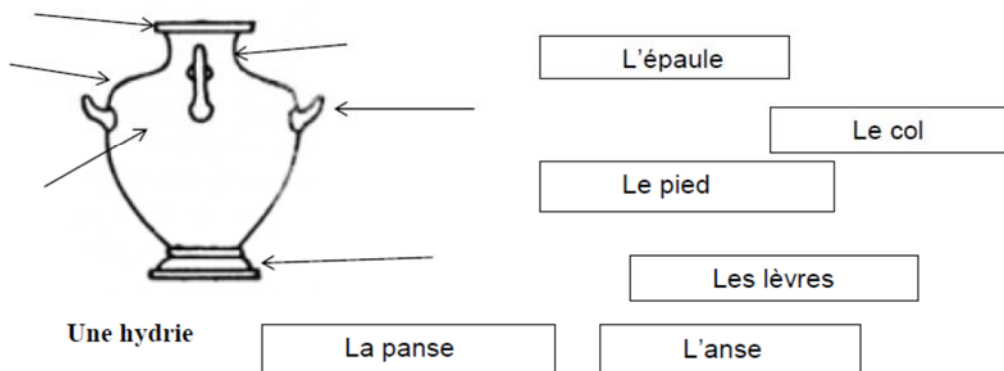 L'épaule
Le col
Le pied
Les lèvres
Une hydrie
La panse
L'anse